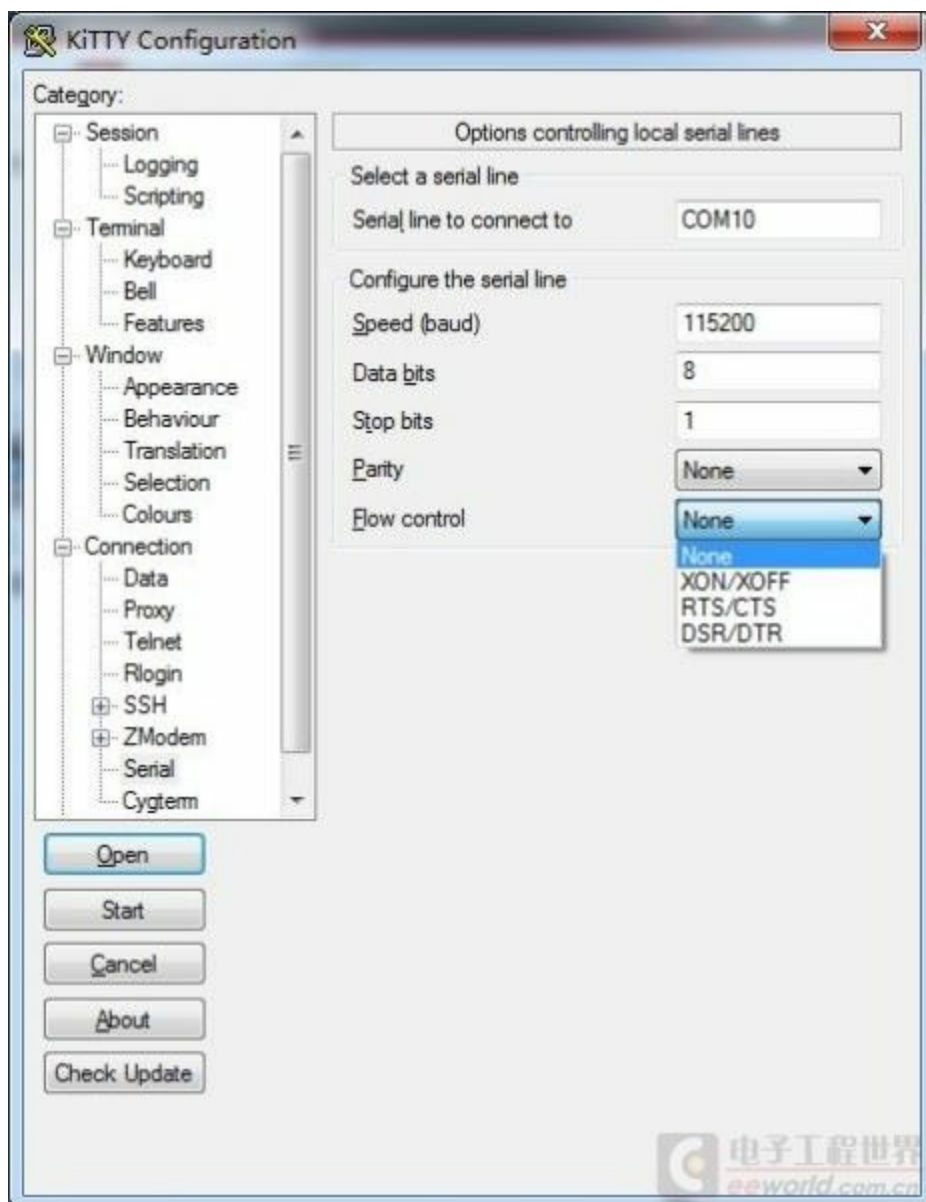 KiTTY Configuration
Category:
Session
Logging
Scripting
Terminal
Keyboard
Bell
Features
Window
Appearance
Behaviour
Translation
Selection
Colours
Connection
Data
Proxy
Telnet
Rlogin
SSH
ZModem
Serial
Cygterm
Open
Start
Cancel
About
Check Update
Options controlling local serial lines
Select a serial line
Serial line to connect to COM10
Configure the serial line
Speed (baud) 115200
Data bits 8
Stop bits 1
Parity None
Flow control None
None
XON/XOFF
RTS/CTS
DSR/DTR
电子工程世界
eeworld.com.cn